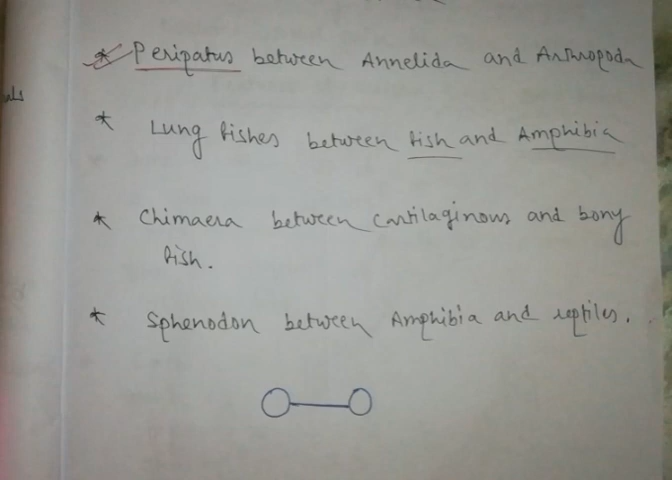 * Peripatus between Annelida and Arthropoda
* Lung fishes between fish and Amphibia
* Chimaera between cartilaginous and bony
fish.
* Sphenodon between Amphibia and reptiles.